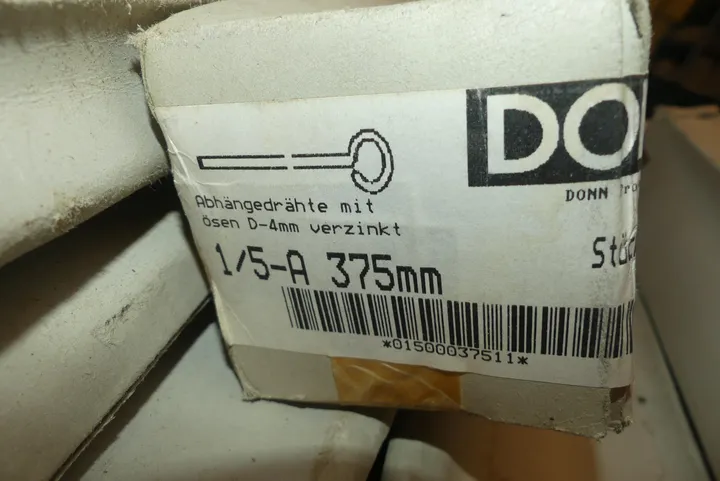 DO
DONN
Abhängedrähte mit
ösen D-4mm verzinkt
1/5-A 375mm
*01500037511*